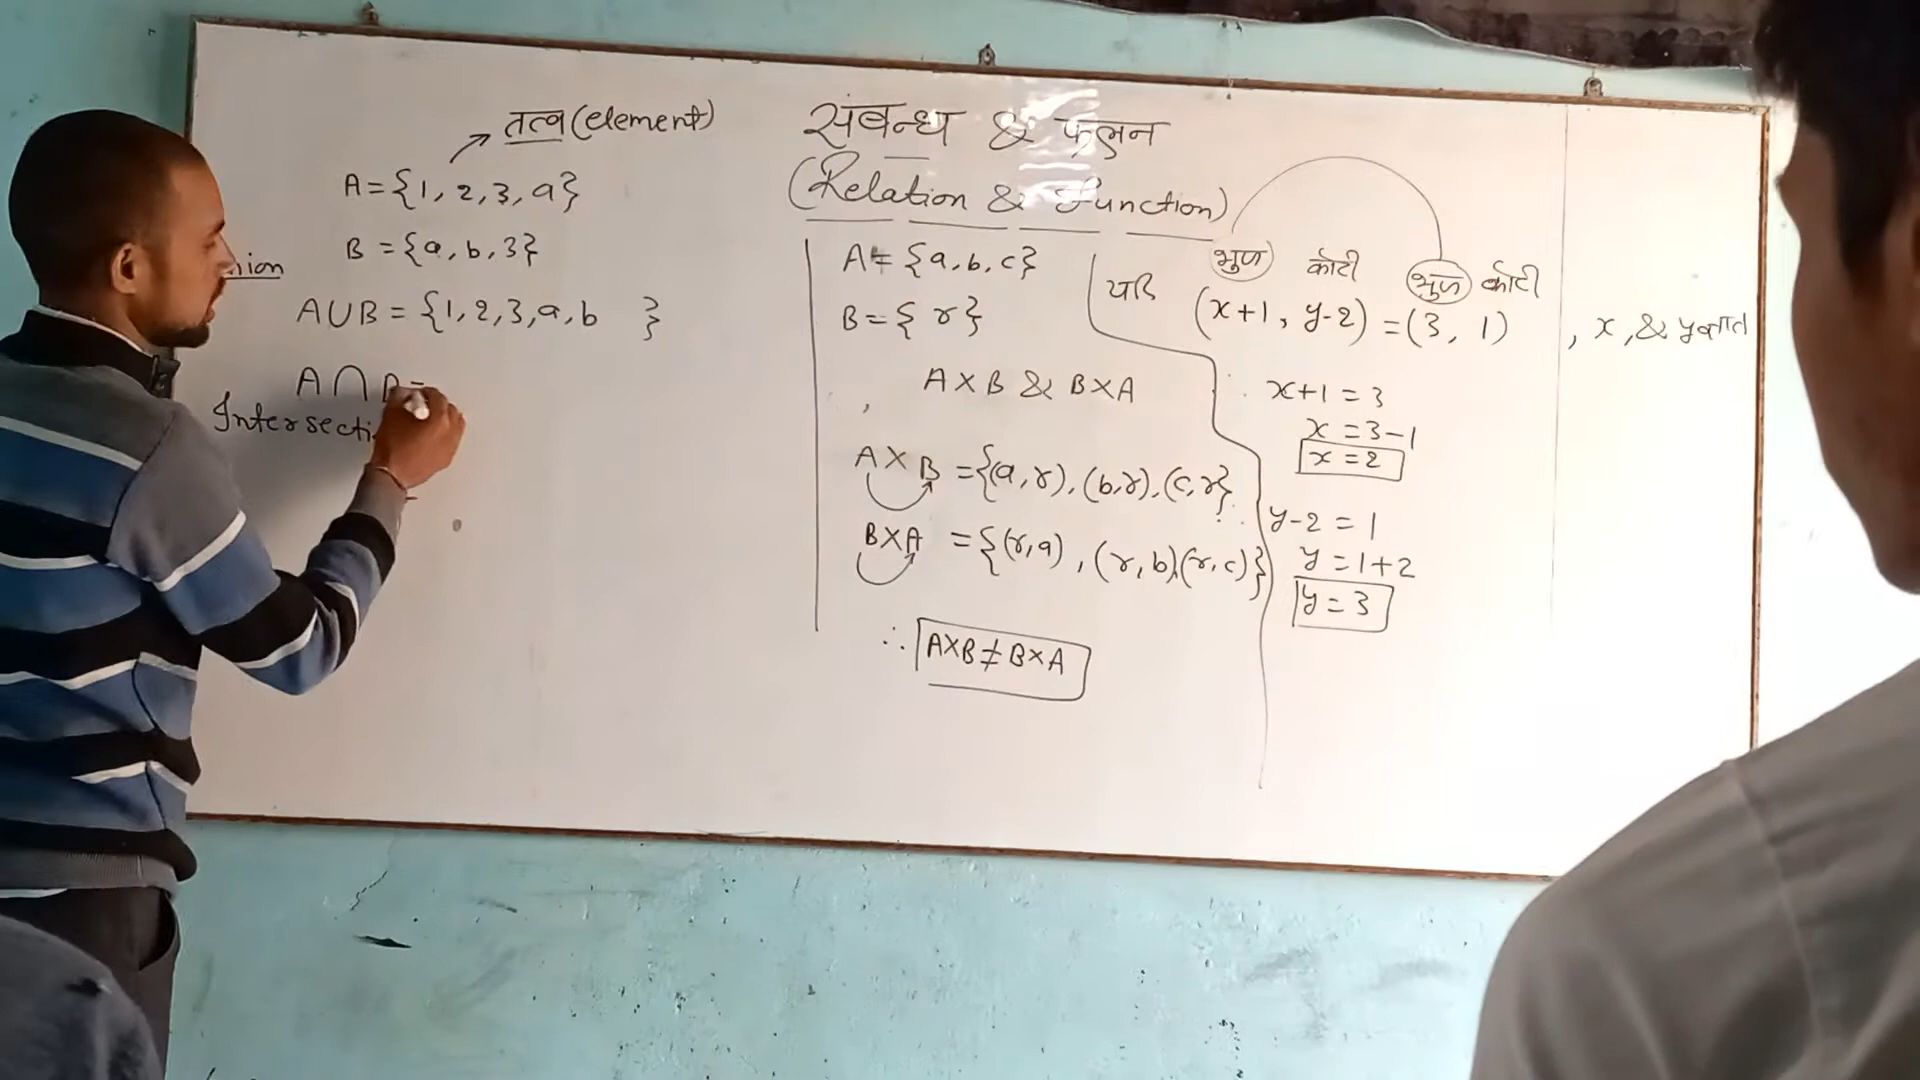 तत्व (element)
A = {1, 2, 3, a}
B = {a, b, 3}
A∪B = {1, 2, 3, a, b }
A∩B =
संबन्ध & फलन
(Relation & Function)
A = {a, b, c}
B = { r}
A×B & B×A
A×B = {(a, r), (b, r), (c, r}
B×A = {(r, a), (r, b), (r, c)}
∴ A×B ≠ B×A
भुज कोटी भुज कोटी
यदि (x+1, y-2) = (3, 1) , x, &
x+1 = 3
x = 3-1
x = 2
y-2 = 1
y = 1+2
y = 3